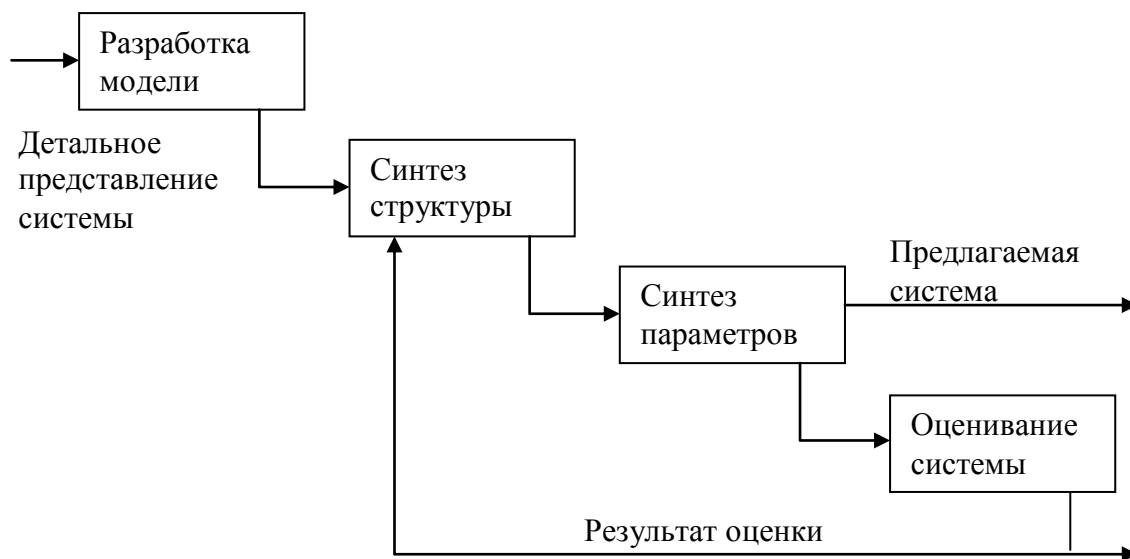 Разработка
модели
Детальное
представление
системы
Синтез
структуры
Предлагаемая
система
Синтез
параметров
Оценивание
системы
Результат оценки